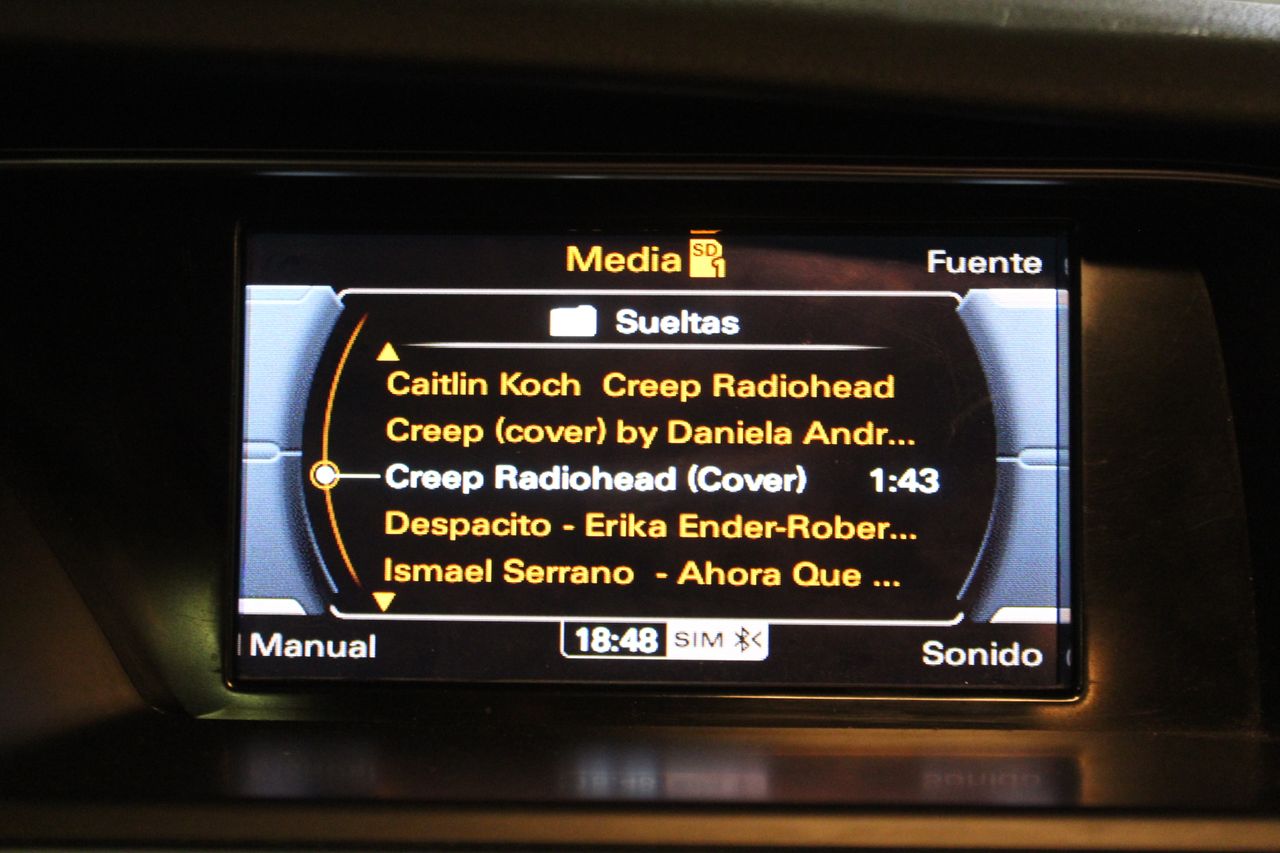 Media SD 1 Fuente
Sueltas
Caitlin Koch Creep Radiohead
Creep (cover) by Daniela Andr...
Creep Radiohead (Cover) 1:43
Despacito - Erika Ender-Rober...
Ismael Serrano - Ahora Que ...
Manual 18:48 SIM Sonido